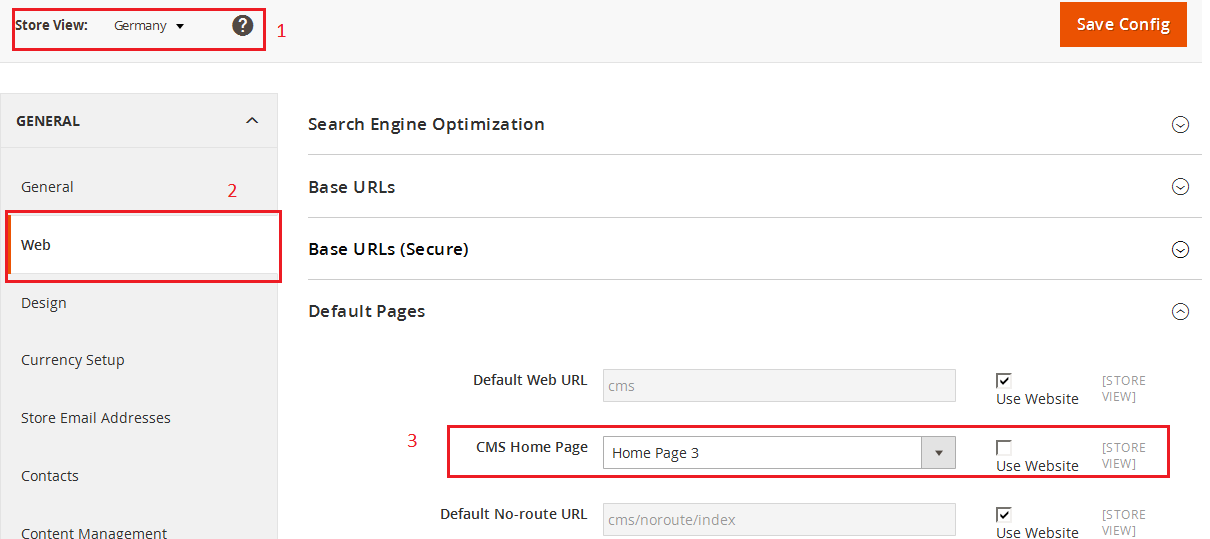 Store View: Germany ? 1
Save Config
GENERAL
General
2
Web
Design
Currency Setup
Store Email Addresses
Contacts
Content Management
Search Engine Optimization
Base URLs
Base URLs (Secure)
Default Pages
Default Web URL cms Use Website [STORE
VIEW]
3
CMS Home Page Home Page 3 Use Website [STORE
VIEW]
Default No-route URL cms/noroute/index Use Website [STORE
VIEW]